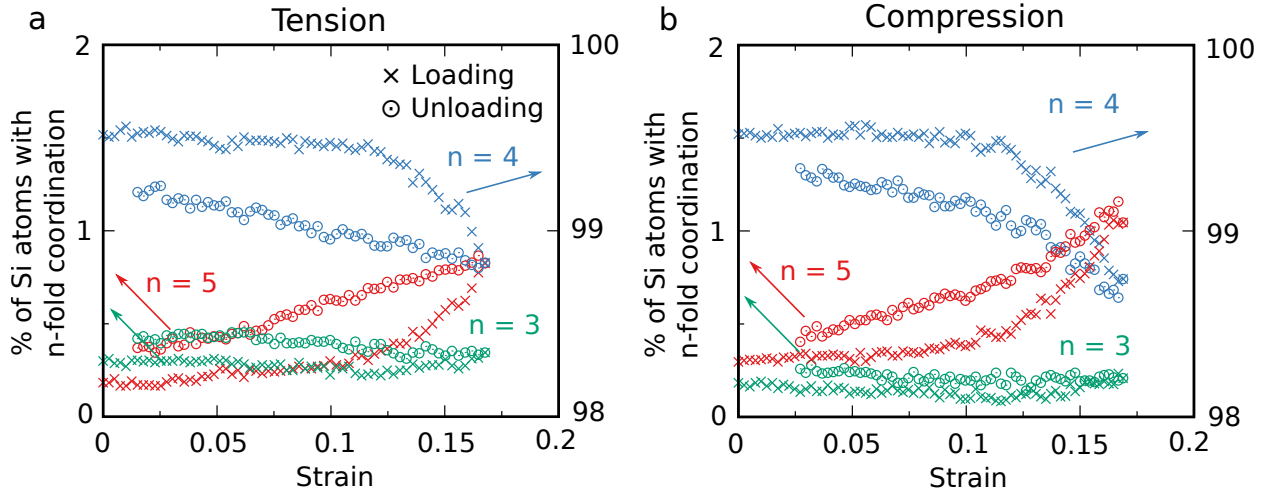 a
Tension
2
1
0
% of Si atoms with
n-fold coordination
100
99
98
× Loading
⊙ Unloading
n = 4
n = 5
n = 3
0
0.05
0.1
0.15
0.2
Strain
b
Compression
2
1
0
% of Si atoms with
n-fold coordination
100
99
98
n = 4
n = 5
n = 3
0
0.05
0.1
0.15
0.2
Strain